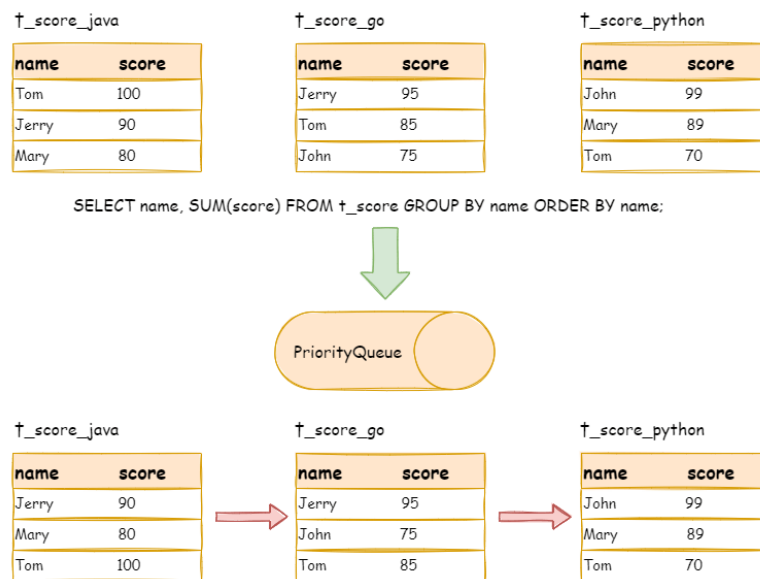 t_score_java t_score_go t_score_python
name score name score name score
Tom 100 Jerry 95 John 99
Jerry 90 Tom 85 Mary 89
Mary 80 John 75 Tom 70
SELECT name, SUM(score) FROM t_score GROUP BY name ORDER BY name;
PriorityQueue
t_score_java t_score_go t_score_python
name score name score name score
Jerry 90 Jerry 95 John 99
Mary 80 John 75 Mary 89
Tom 100 Tom 85 Tom 70